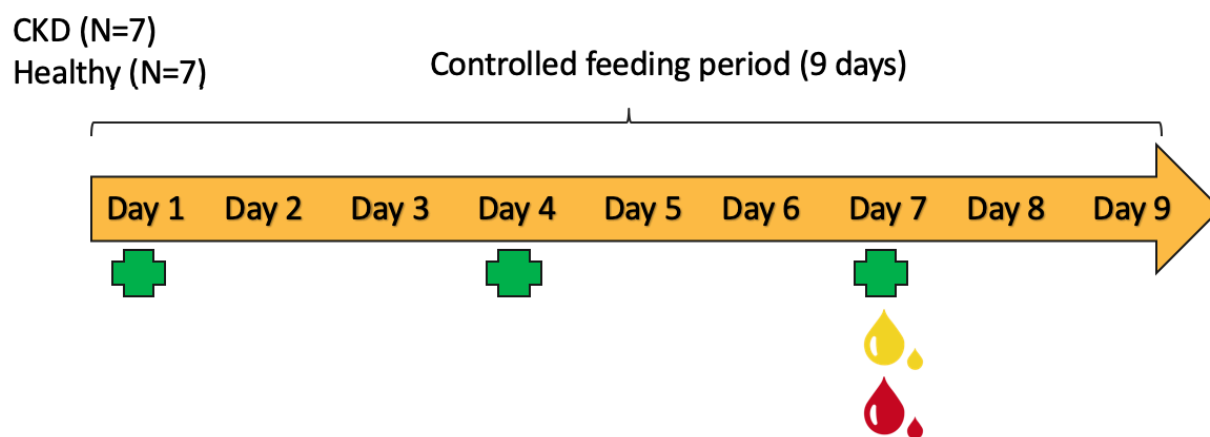 CKD (N=7)
Healthy (N=7)
Controlled feeding period (9 days)
Day 1 Day 2 Day 3 Day 4 Day 5 Day 6 Day 7 Day 8 Day 9